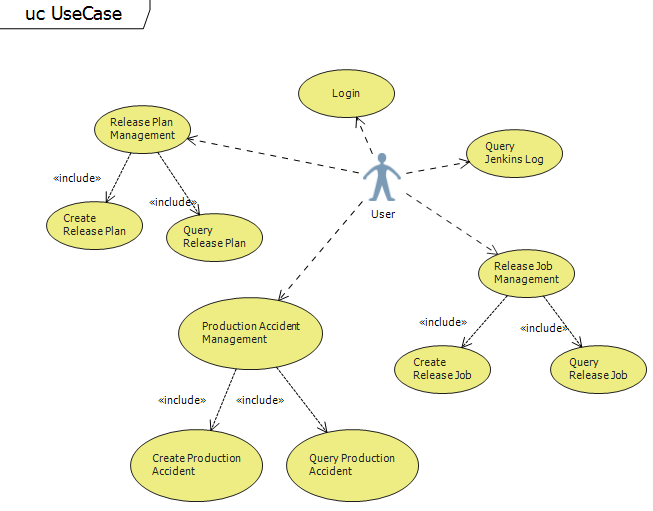 uc UseCase
Login
Release Plan
Management
Query
Jenkins Log
«include»
«include»
User
Create
Release Plan
Query
Release Plan
Release Job
Management
Production Accident
Management
«include»
«include»
Create
Release Job
Query
Release Job
«include»
«include»
Create Production
Accident
Query Production
Accident